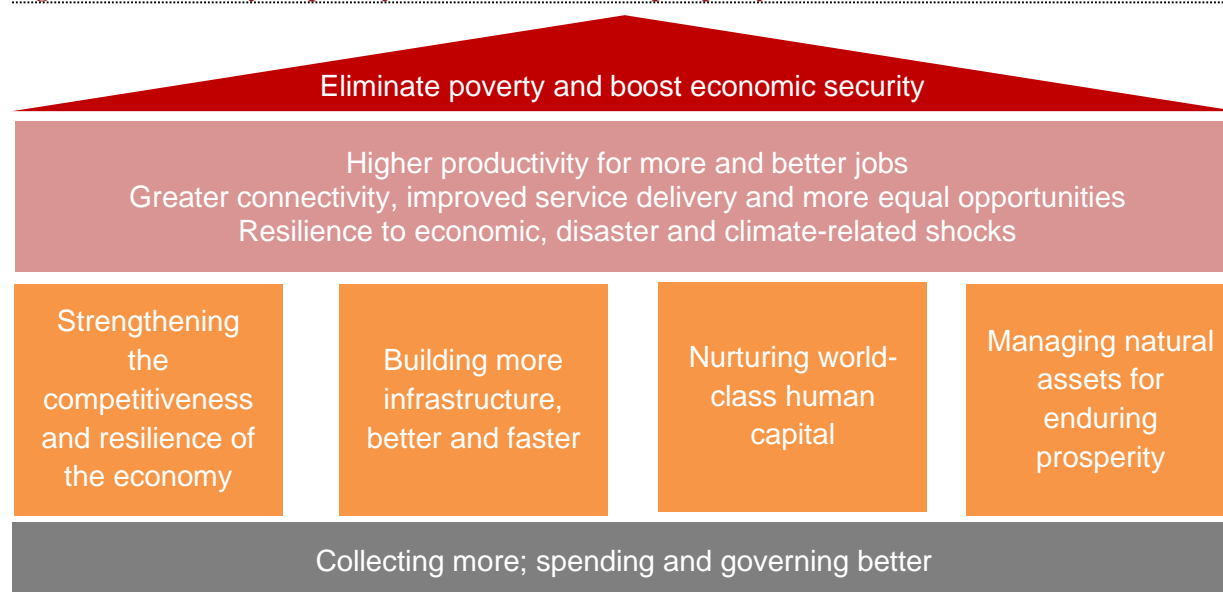 Eliminate poverty and boost economic security
Higher productivity for more and better jobs
Greater connectivity, improved service delivery and more equal opportunities
Resilience to economic, disaster and climate-related shocks
Strengthening
the
competitiveness
and resilience of
the economy
Building more
infrastructure,
better and faster
Nurturing world-
class human
capital
Managing natural
assets for
enduring
prosperity
Collecting more; spending and governing better